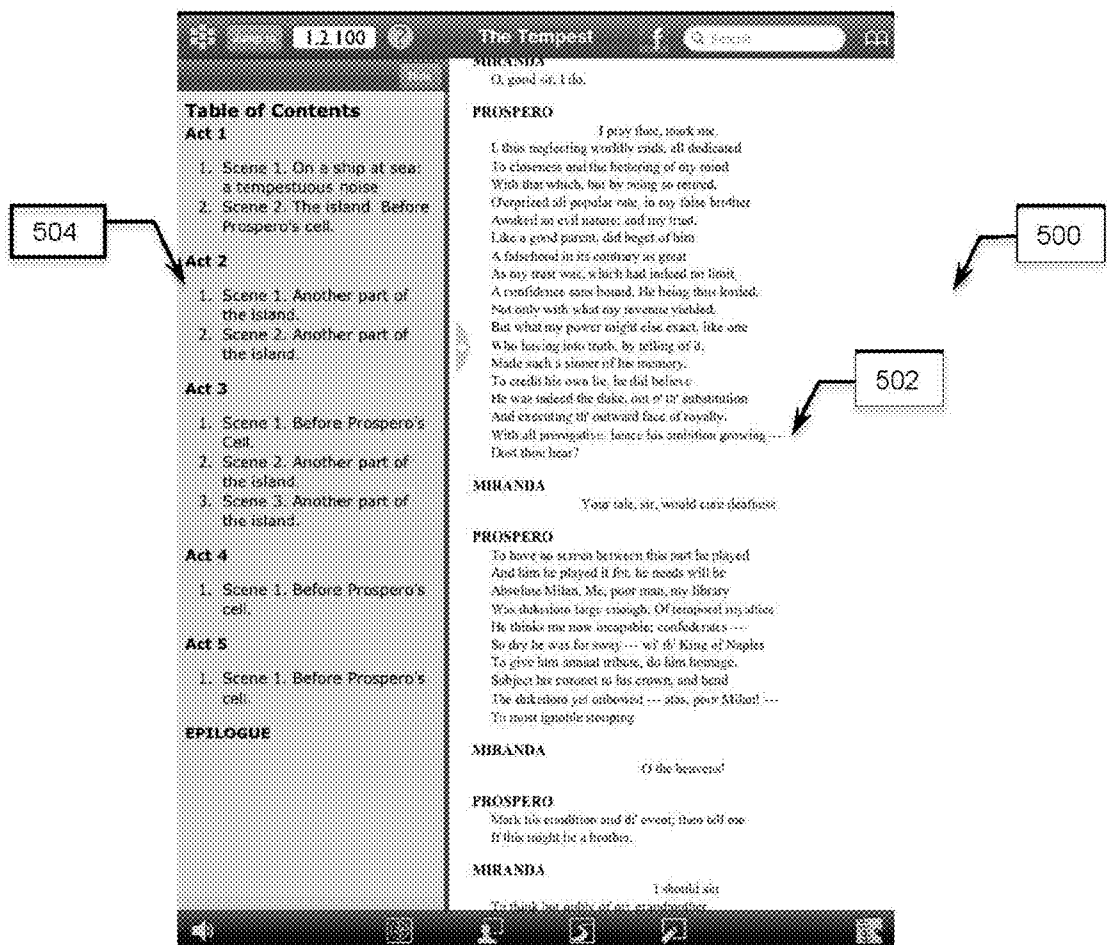 1.2.100
?
The Tempest
f
Search
MIRANDA
O, good sir, I do.
Table of Contents
Act 1
1. Scene 1. On a ship at sea:
a tempestuous noise
2. Scene 2. The island. Before
Prospero's cell.
Act 2
1. Scene 1. Another part of
the island.
2. Scene 2. Another part of
the island.
Act 3
1. Scene 1. Before Prospero's
Cell.
2. Scene 2. Another part of
the island.
3. Scene 3. Another part of
the island.
Act 4
1. Scene 1. Before Prospero's
cell.
Act 5
1. Scene 1. Before Prospero's
cell.
EPILOGUE
PROSPERO
I pray thee, mark me.
I, thus neglecting worldly ends, all dedicated
To closeness and the bettering of my mind
With that which, but by being so retired,
O'erprized all popular rate, in my false brother
Awaked an evil nature; and my trust,
Like a good parent, did beget of him
A falsehood in its contrary as great
As my trust was, which had indeed no limit,
A confidence sans bound. He being thus lorded,
Not only with what my revenue yielded,
But what my power might else exact, like one
Who having into truth, by telling of it,
Made such a sinner of his memory,
To credit his own lie, he did believe
He was indeed the duke, out o' th' substitution
And executing th' outward face of royalty,
With all prerogative; hence his ambition growing ---
Dost thou hear?
MIRANDA
Your tale, sir, would cure deafness
PROSPERO
To have no screen between this part he played
And him he played it for, he needs will be
Absolute Milan. Me, poor man, my library
Was dukedom large enough. Of temporal royalties
He thinks me now incapable; confederates ---
So dry he was for sway --- wi' th' King of Naples
To give him annual tribute, do him homage,
Subject his coronet to his crown, and bend
The dukedom yet unbowed --- alas, poor Milan! ---
To most ignoble stooping
MIRANDA
O the heavens!
PROSPERO
Mark his condition and th' event; then tell me
If this might be a brother.
MIRANDA
I should sin
To think but nobly of my grandmother
504
500
502